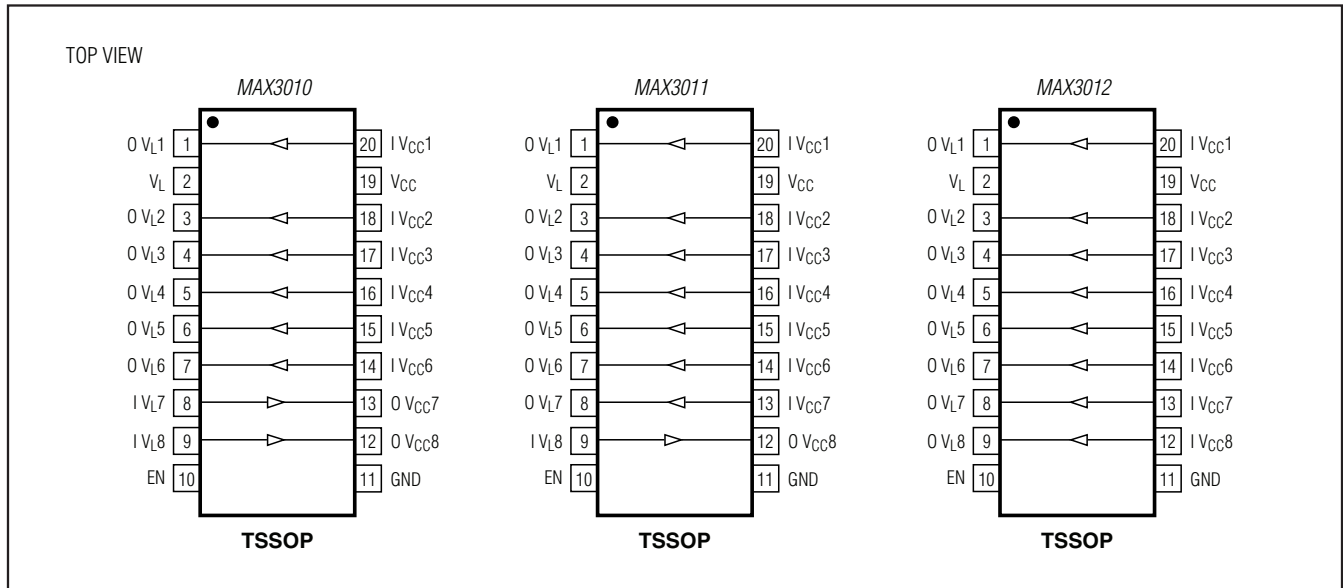 TOP VIEW
MAX3010
O VL1 1 20 I VCC1
VL 2 19 VCC
O VL2 3 18 I VCC2
O VL3 4 17 I VCC3
O VL4 5 16 I VCC4
O VL5 6 15 I VCC5
O VL6 7 14 I VCC6
I VL7 8 13 O VCC7
I VL8 9 12 O VCC8
EN 10 11 GND
TSSOP
MAX3011
O VL1 1 20 I VCC1
VL 2 19 VCC
O VL2 3 18 I VCC2
O VL3 4 17 I VCC3
O VL4 5 16 I VCC4
O VL5 6 15 I VCC5
O VL6 7 14 I VCC6
O VL7 8 13 I VCC7
I VL8 9 12 O VCC8
EN 10 11 GND
TSSOP
MAX3012
O VL1 1 20 I VCC1
VL 2 19 VCC
O VL2 3 18 I VCC2
O VL3 4 17 I VCC3
O VL4 5 16 I VCC4
O VL5 6 15 I VCC5
O VL6 7 14 I VCC6
O VL7 8 13 I VCC7
O VL8 9 12 I VCC8
EN 10 11 GND
TSSOP